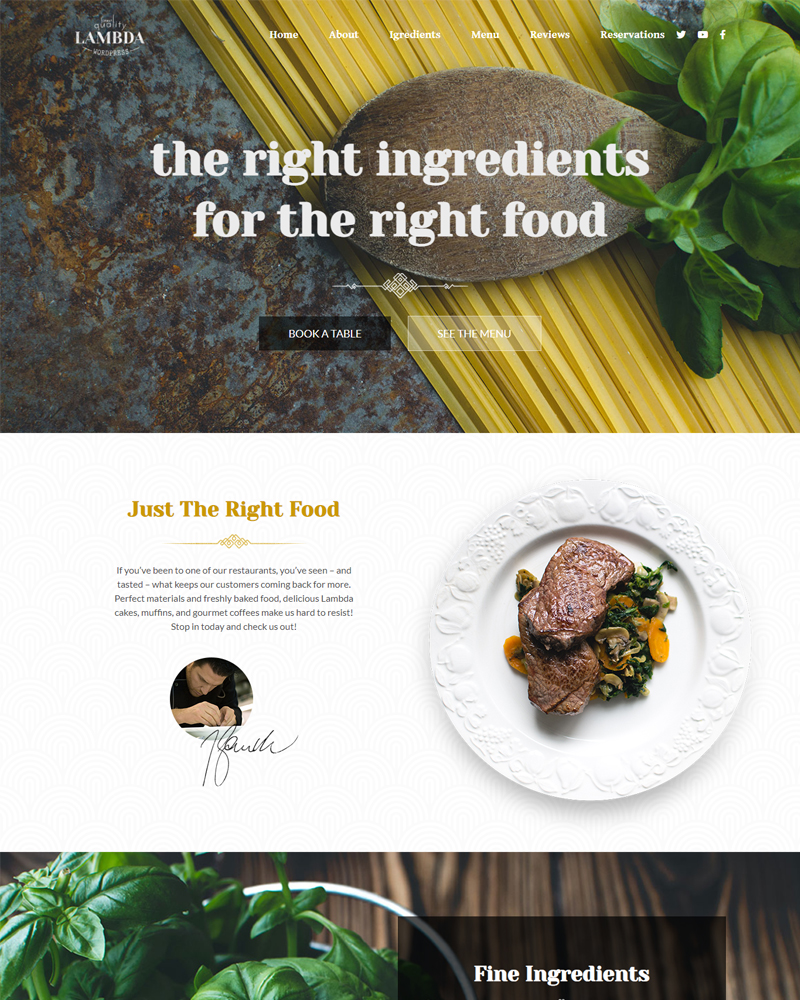 quality
LAMBDA
WORDPRESS
Home About Igredients Menu Reviews Reservations
the right ingredients
for the right food
BOOK A TABLE SEE THE MENU
Just The Right Food
If you've been to one of our restaurants, you've seen – and
tasted – what keeps our customers coming back for more.
Perfect materials and freshly baked food, delicious Lambda
cakes, muffins, and gourmet coffees make us hard to resist!
Stop in today and check us out!
Fine Ingredients